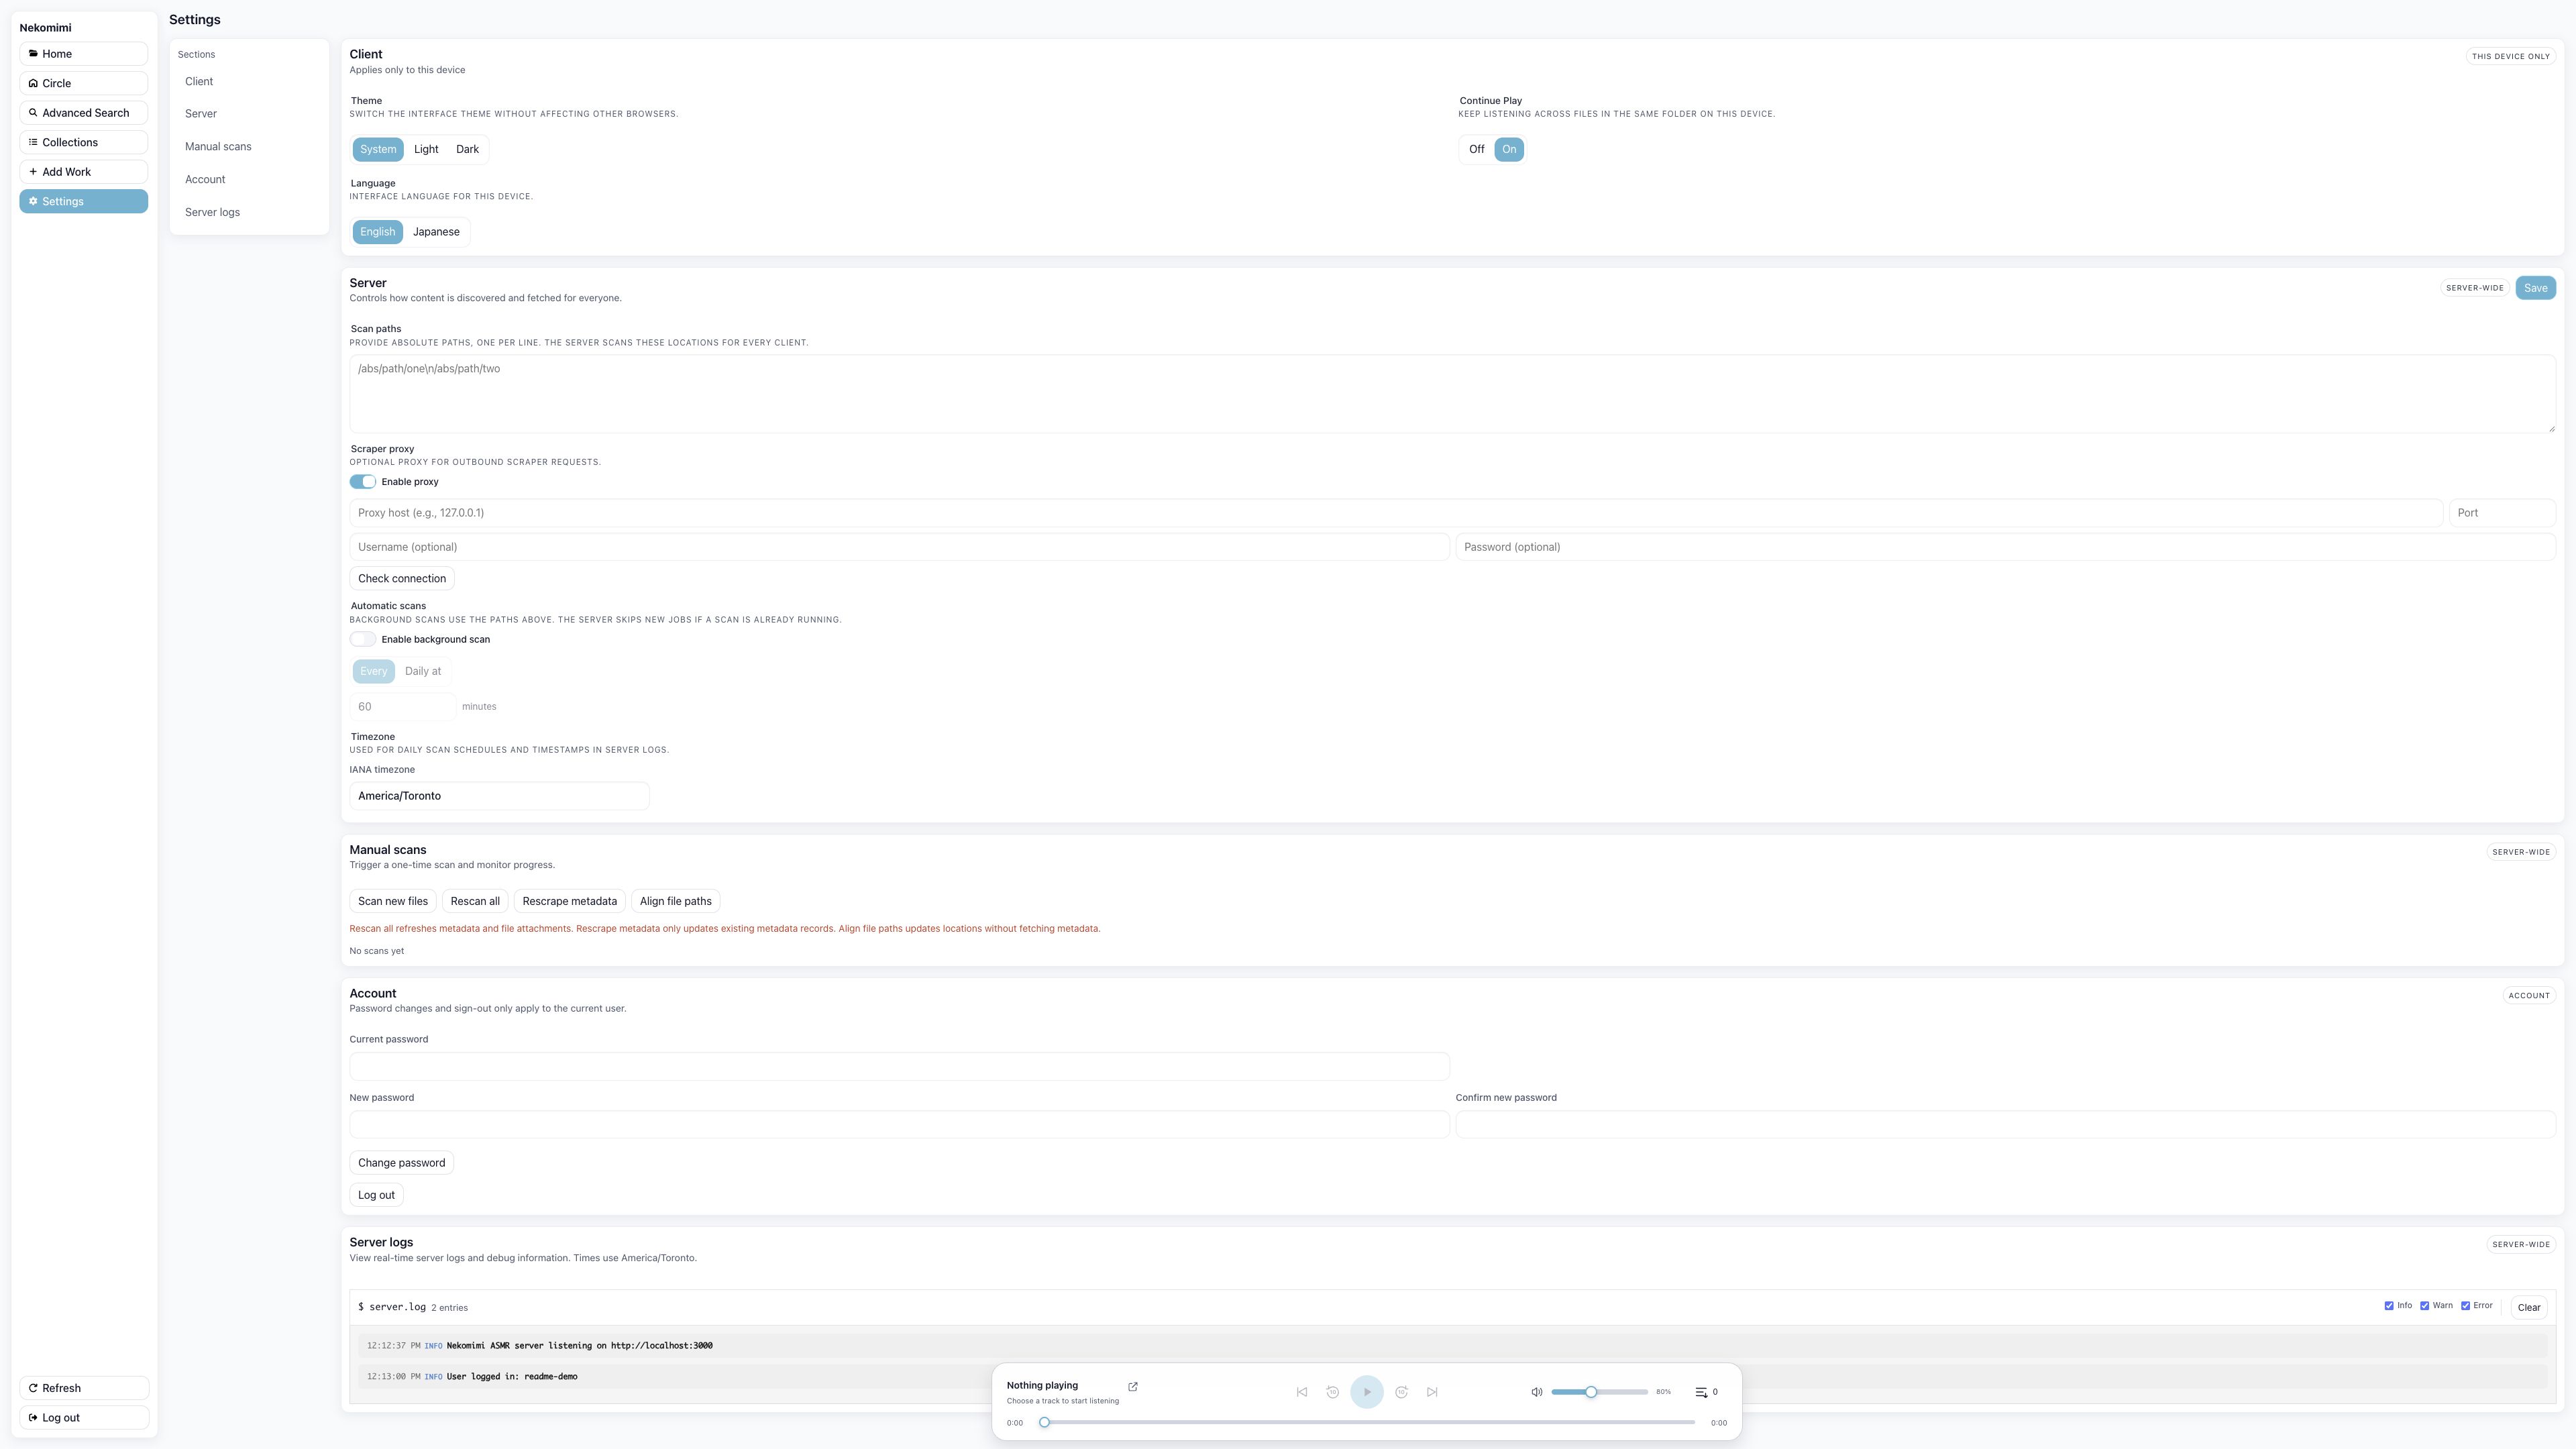 Nekomimi
Home
Circle
Advanced Search
Collections
Add Work
Settings
Refresh
Log out
Settings
Sections
Client
Server
Manual scans
Account
Server logs
Client
Applies only to this device
THIS DEVICE ONLY
Theme
SWITCH THE INTERFACE THEME WITHOUT AFFECTING OTHER BROWSERS.
System Light Dark
Continue Play
KEEP LISTENING ACROSS FILES IN THE SAME FOLDER ON THIS DEVICE.
Off On
Language
INTERFACE LANGUAGE FOR THIS DEVICE.
English Japanese
Server
Controls how content is discovered and fetched for everyone.
SERVER-WIDE Save
Scan paths
PROVIDE ABSOLUTE PATHS, ONE PER LINE. THE SERVER SCANS THESE LOCATIONS FOR EVERY CLIENT.
/abs/path/one\n/abs/path/two
Scraper proxy
OPTIONAL PROXY FOR OUTBOUND SCRAPER REQUESTS.
Enable proxy
Proxy host (e.g., 127.0.0.1) Port
Username (optional) Password (optional)
Check connection
Automatic scans
BACKGROUND SCANS USE THE PATHS ABOVE. THE SERVER SKIPS NEW JOBS IF A SCAN IS ALREADY RUNNING.
Enable background scan
Every Daily at
60 minutes
Timezone
USED FOR DAILY SCAN SCHEDULES AND TIMESTAMPS IN SERVER LOGS.
IANA timezone
America/Toronto
Manual scans
Trigger a one-time scan and monitor progress.
SERVER-WIDE
Scan new files Rescan all Rescrape metadata Align file paths
Rescan all refreshes metadata and file attachments. Rescrape metadata only updates existing metadata records. Align file paths updates locations without fetching metadata.
No scans yet
Account
Password changes and sign-out only apply to the current user.
ACCOUNT
Current password
New password Confirm new password
Change password
Log out
Server logs
View real-time server logs and debug information. Times use America/Toronto.
SERVER-WIDE
$ server.log 2 entries Info Warn Error Clear
12:12:37 PM INFO Nekomimi ASMR server listening on http://localhost:3000
12:13:00 PM INFO User logged in: readme-demo
Nothing playing
Choose a track to start listening
10 10
80% 0
0:00 0:00